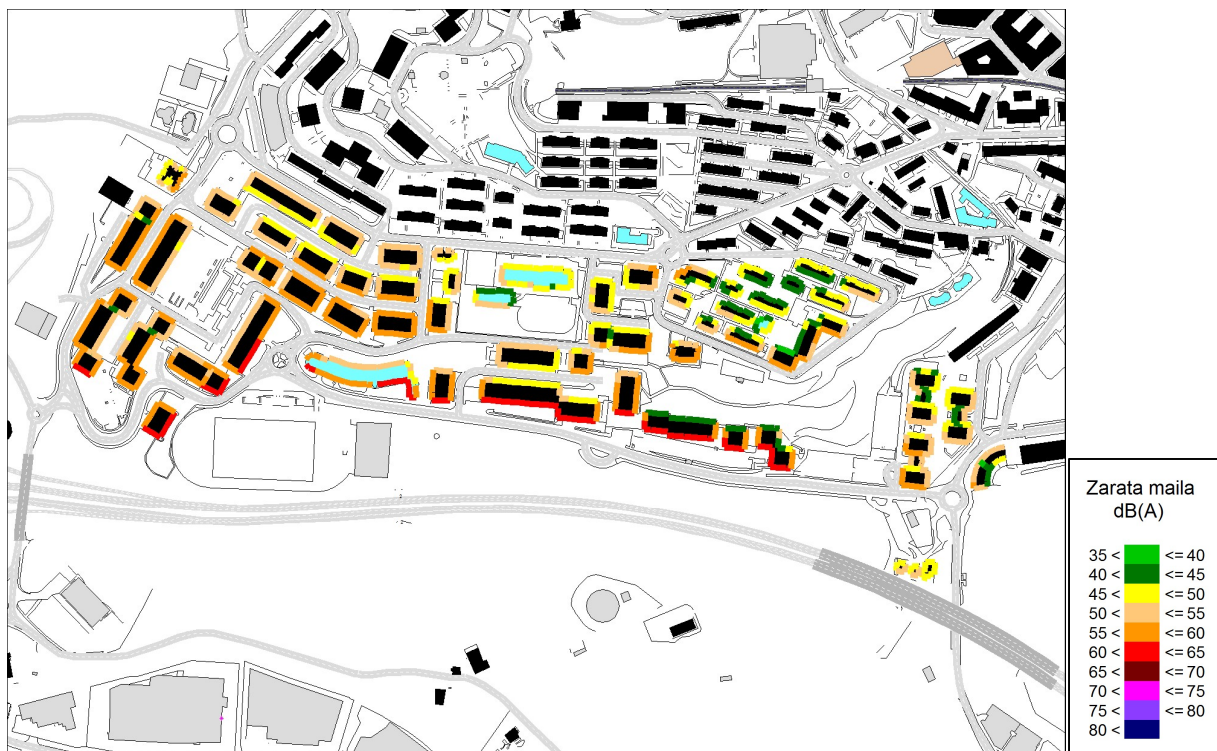 Zarata maila
dB(A)
35 < <= 40
40 < <= 45
45 < <= 50
50 < <= 55
55 < <= 60
60 < <= 65
65 < <= 70
70 < <= 75
75 < <= 80
80 <